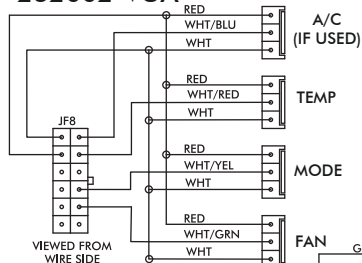 RED
WHT/BLU
WHT
A/C
(IF USED)
RED
WHT/RED
WHT
TEMP
JF8
RED
WHT/YEL
WHT
MODE
RED
WHT/GRN
WHT
FAN
VIEWED FROM
WIRE SIDE
G